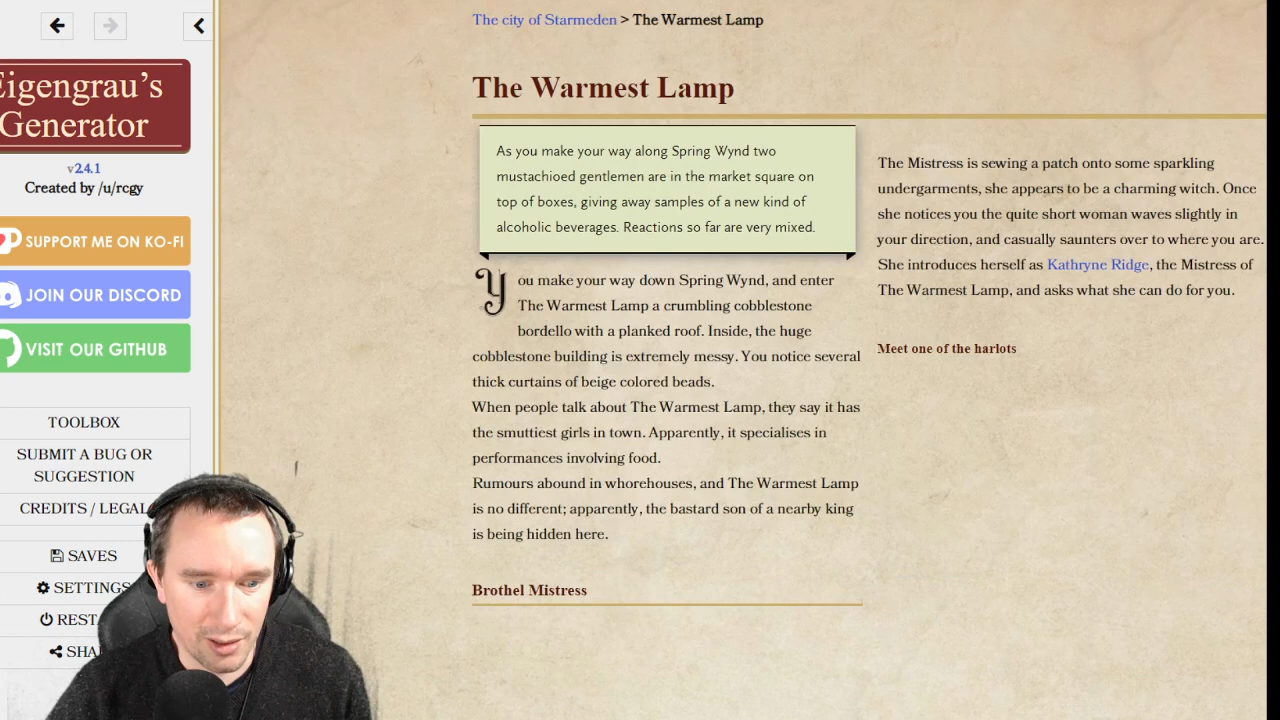 Eigengrau's
Generator
v2.4.1
Created by /u/rcgy
SUPPORT ME ON KO-FI
JOIN OUR DISCORD
VISIT OUR GITHUB
TOOLBOX
SUBMIT A BUG OR
SUGGESTION
CREDITS / LEGAL
SAVES
SETTINGS
The city of Starmeden > The Warmest Lamp
The Warmest Lamp
As you make your way along Spring Wynd two
mustachioed gentlemen are in the market square on
top of boxes, giving away samples of a new kind of
alcoholic beverages. Reactions so far are very mixed.
You make your way down Spring Wynd, and enter
The Warmest Lamp a crumbling cobblestone
bordello with a planked roof. Inside, the huge
cobblestone building is extremely messy. You notice several
thick curtains of beige colored beads.
When people talk about The Warmest Lamp, they say it has
the smuttiest girls in town. Apparently, it specialises in
performances involving food.
Rumours abound in whorehouses, and The Warmest Lamp
is no different; apparently, the bastard son of a nearby king
is being hidden here.
Brothel Mistress
The Mistress is sewing a patch onto some sparkling
undergarments, she appears to be a charming witch. Once
she notices you the quite short woman waves slightly in
your direction, and casually saunters over to where you are.
She introduces herself as Kathryne Ridge, the Mistress of
The Warmest Lamp, and asks what she can do for you.
Meet one of the harlots